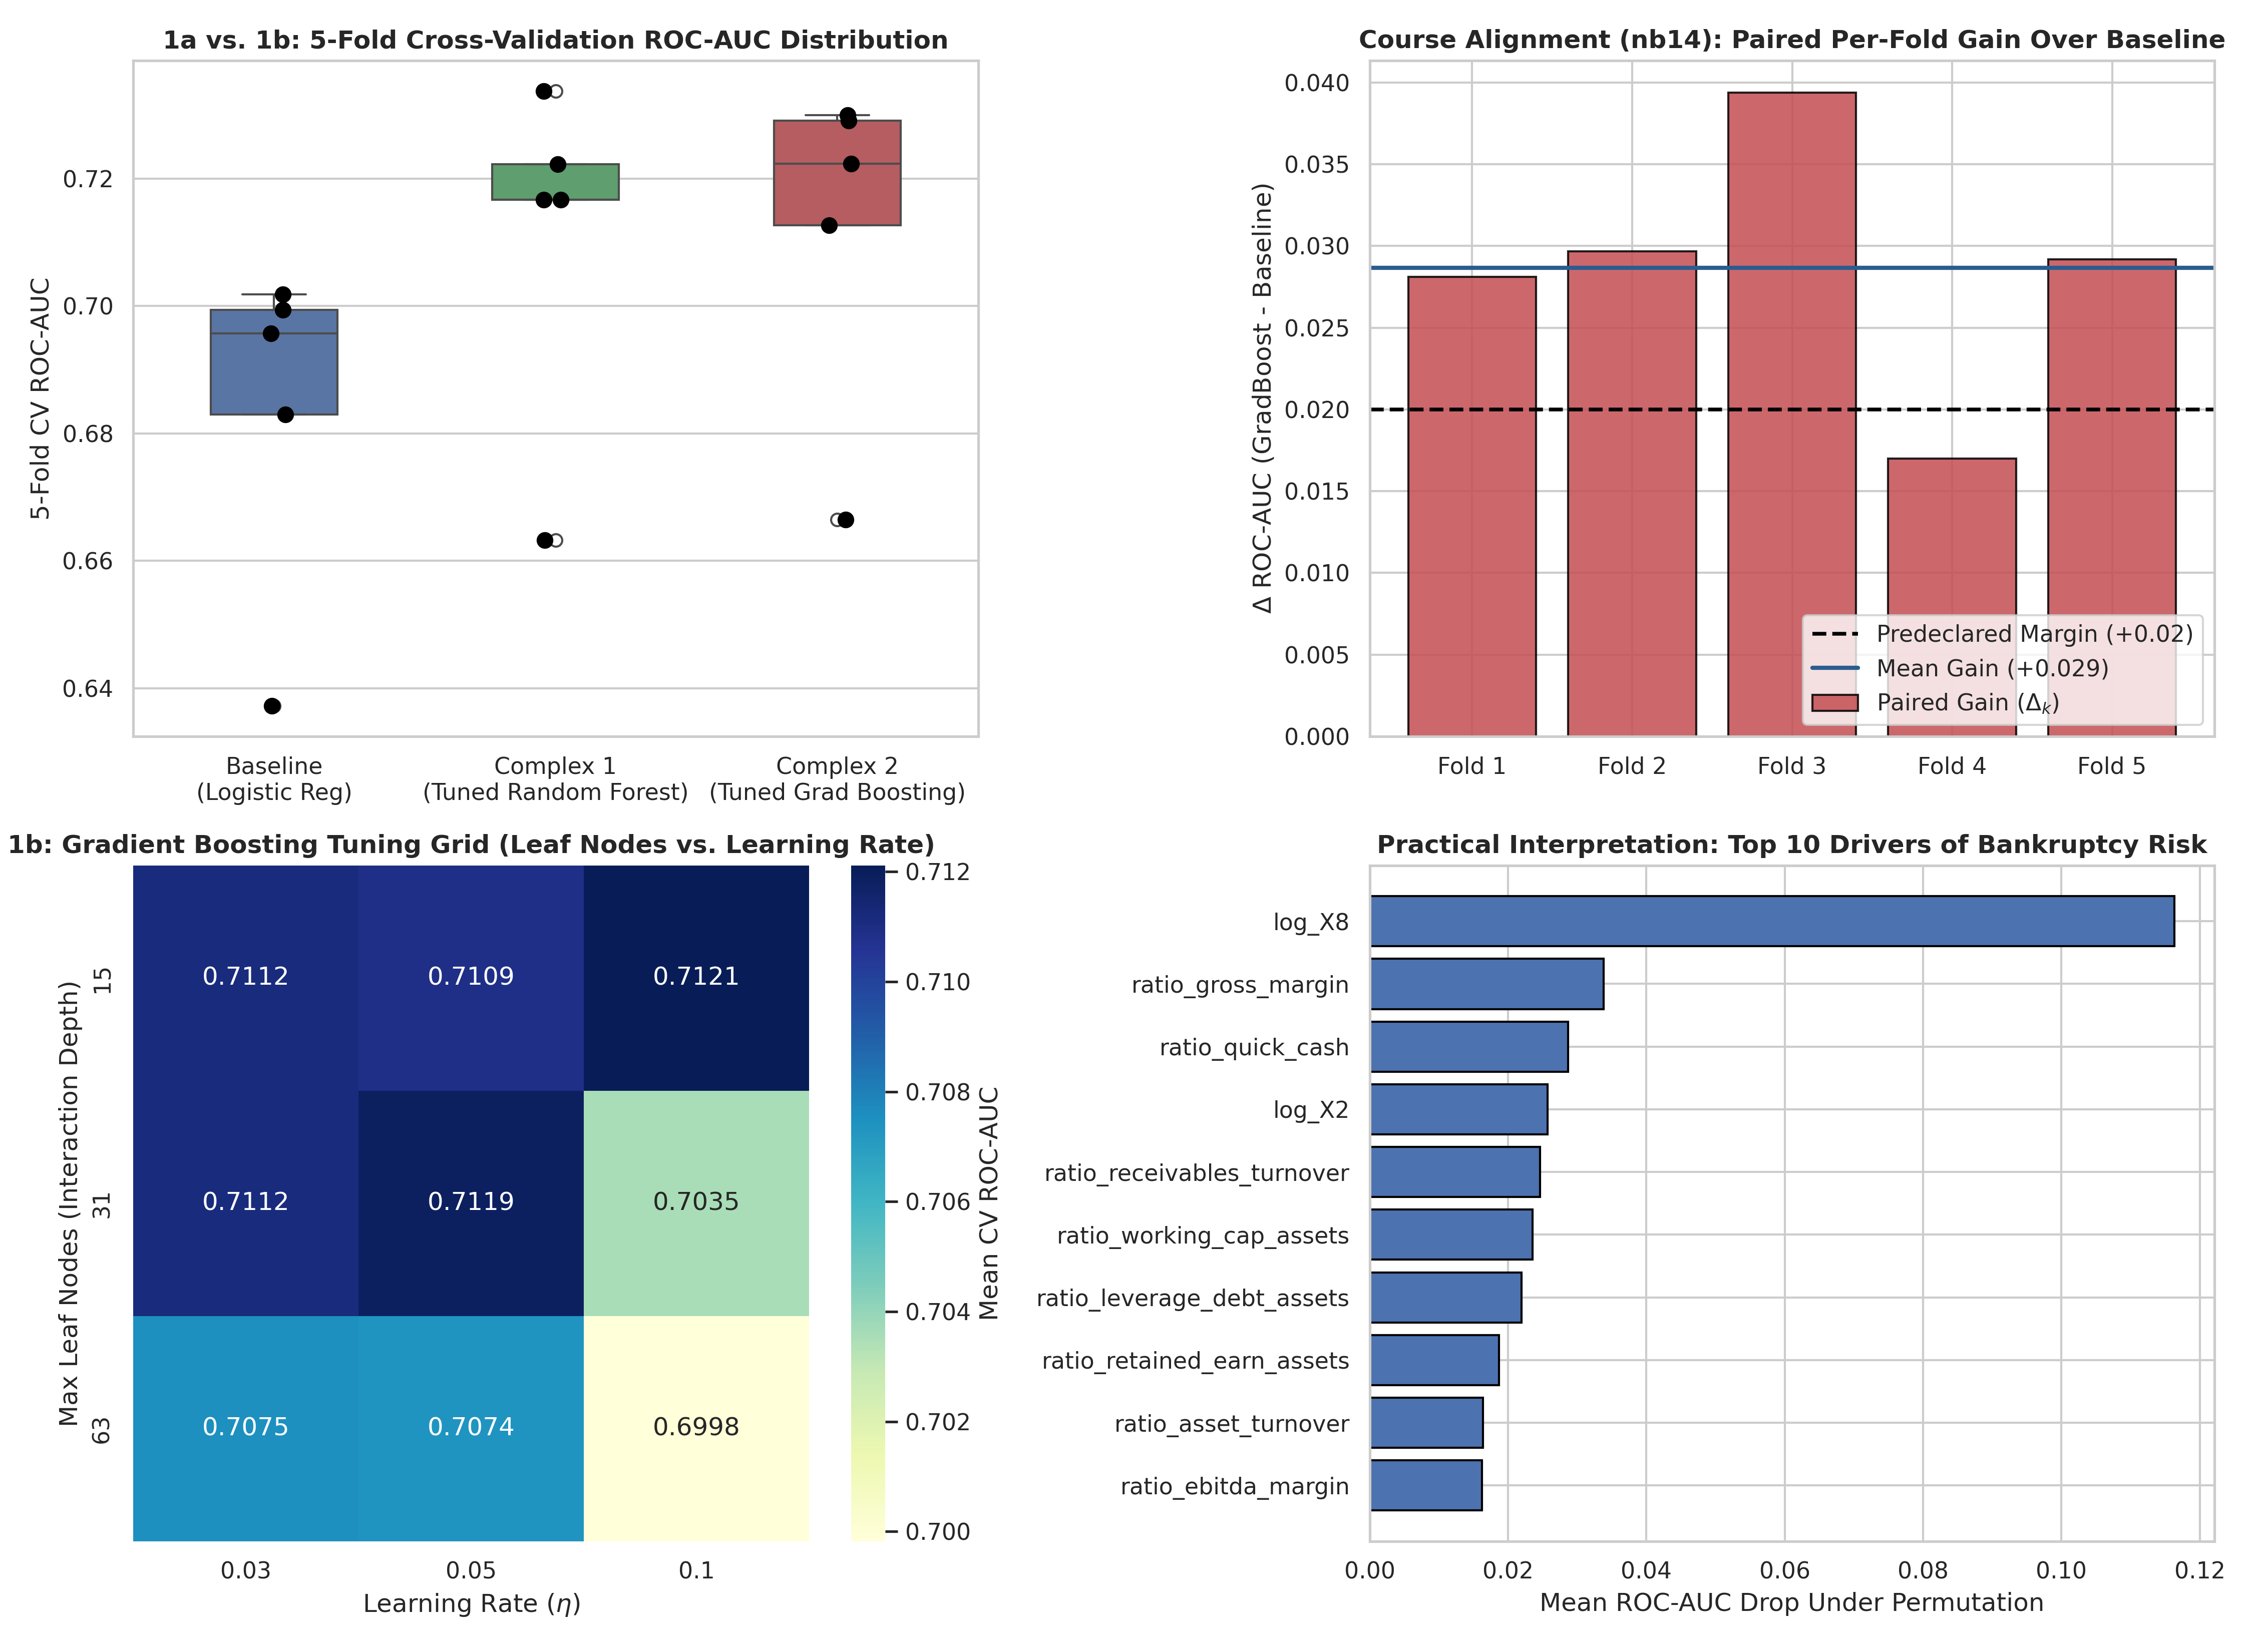 1a vs. 1b: 5-Fold Cross-Validation ROC-AUC Distribution
5-Fold CV ROC-AUC
0.72
0.70
0.68
0.66
0.64
Baseline
(Logistic Reg)
Complex 1
(Tuned Random Forest)
Complex 2
(Tuned Grad Boosting)
Course Alignment (nb14): Paired Per-Fold Gain Over Baseline
Δ ROC-AUC (GradBoost - Baseline)
0.040
0.035
0.030
0.025
0.020
0.015
0.010
0.005
0.000
Predeclared Margin (+0.02)
Mean Gain (+0.029)
Paired Gain (Δₖ)
Fold 1
Fold 2
Fold 3
Fold 4
Fold 5
1b: Gradient Boosting Tuning Grid (Leaf Nodes vs. Learning Rate)
Max Leaf Nodes (Interaction Depth)
15
31
63
0.7112 0.7109 0.7121
0.7112 0.7119 0.7035
0.7075 0.7074 0.6998
0.03
0.05
0.1
Learning Rate (η)
0.712
0.710
0.708
0.706
0.704
0.702
0.700
Mean CV ROC-AUC
Practical Interpretation: Top 10 Drivers of Bankruptcy Risk
log_X8
ratio_gross_margin
ratio_quick_cash
log_X2
ratio_receivables_turnover
ratio_working_cap_assets
ratio_leverage_debt_assets
ratio_retained_earn_assets
ratio_asset_turnover
ratio_ebitda_margin
0.00
0.02
0.04
0.06
0.08
0.10
0.12
Mean ROC-AUC Drop Under Permutation